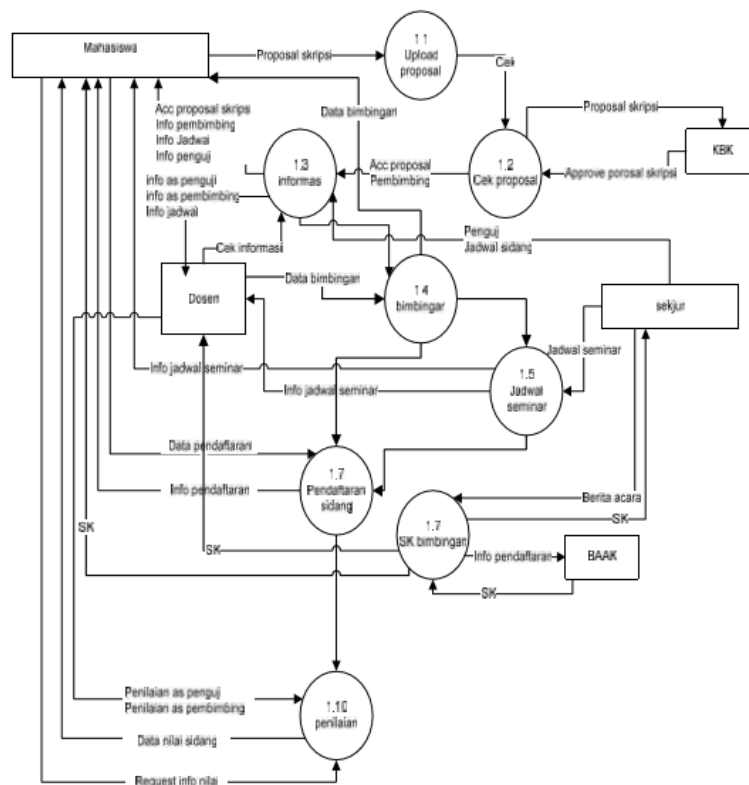 Mahasiswa
Proposal skripsi
1.1
Upload
proposal
Cek
Data bimbingan
Proposal skripsi
KBK
Approve porosal skripsi
1.2
Cek proposal
Acc proposal
Pembimbing
1.3
informas
Acc proposal skrips
Info pembimbing
Info Jadwal
Info penguji
info as penguji
info as pembimbing
Info jadwal
Cek informasi
Penguj
Jadwal sidang
Dosen
Data bimbingan
1.4
bimbingar
sekjur
Jadwal seminar
1.5
Jadwal
seminar
Info jadwal seminar
Info jadwal seminar
Data pendaftaran
1.7
Pendaftaran
sidang
Info pendaftaran
Berita acara
SK
1.7
SK bimbingan
SK
SK
Info pendaftaran
BAAK
SK
Penilaian as penguj
Penilaian as pembimbing
1.10
penilaian
Data nilai sidang
Request info nilai